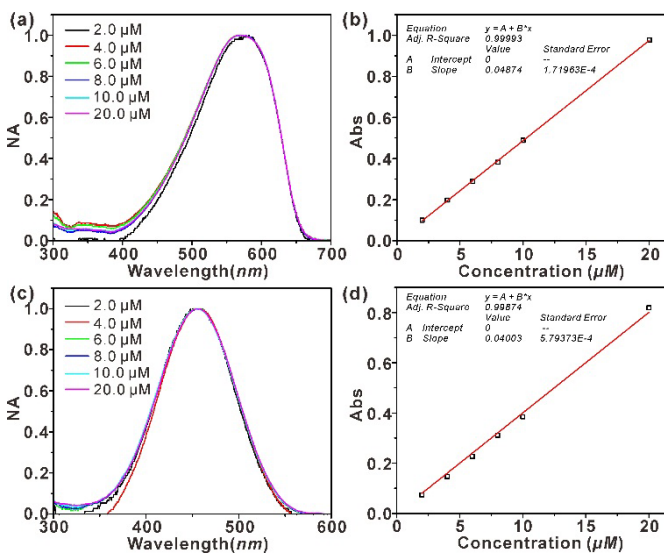 (a)
2.0 μM
4.0 μM
6.0 μM
8.0 μM
10.0 μM
20.0 μM
NA
1.0
0.8
0.6
0.4
0.2
0.0
300 400 500 600 700
Wavelength(nm)
(b)
Equation y = A + B*x
Adj. R-Square 0.99993
Value Standard Error
A Intercept 0 --
B Slope 0.04874 1.71963E-4
Abs
1.0
0.8
0.6
0.4
0.2
0.0
0 5 10 15 20
Concentration (μM)
(c)
2.0 μM
4.0 μM
6.0 μM
8.0 μM
10.0 μM
20.0 μM
NA
1.0
0.8
0.6
0.4
0.2
0.0
300 400 500 600
Wavelength(nm)
(d)
Equation y = A + B*x
Adj. R-Square 0.99874
Value Standard Error
A Intercept 0 --
B Slope 0.04003 5.79373E-4
Abs
0.8
0.6
0.4
0.2
0.0
0 5 10 15 20
Concentration (μM)